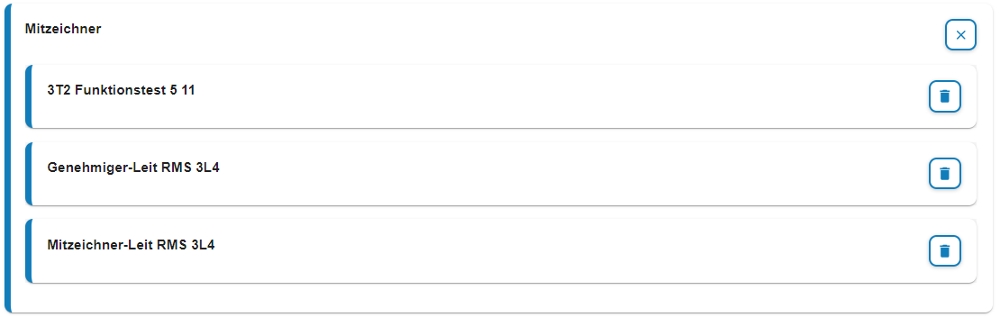 Mitzeichner
3T2 Funktionstest 5 11
Genehmiger-Leit RMS 3L4
Mitzeichner-Leit RMS 3L4